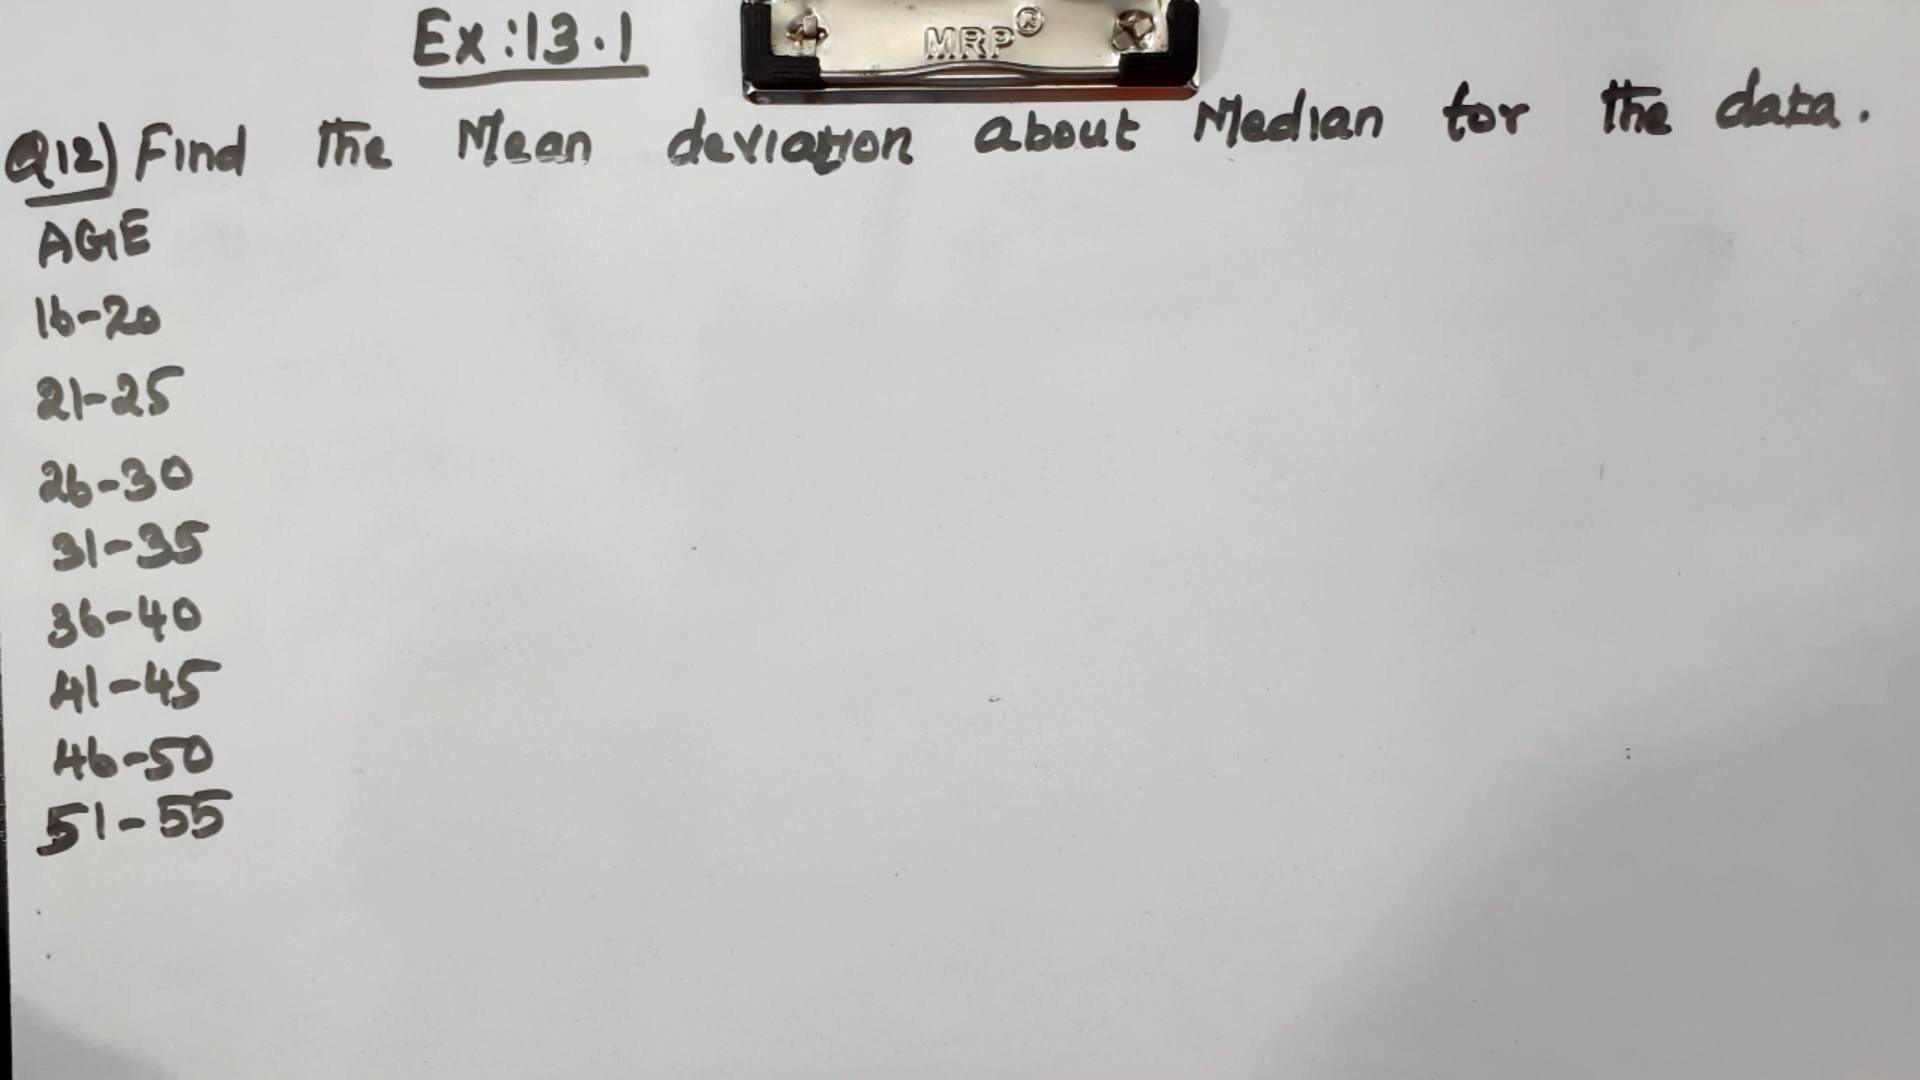 Ex:13.1
MRP®
Q12) Find the Mean deviation about Median for the data.
AGE
16-20
21-25
26-30
31-35
36-40
41-45
46-50
51-55